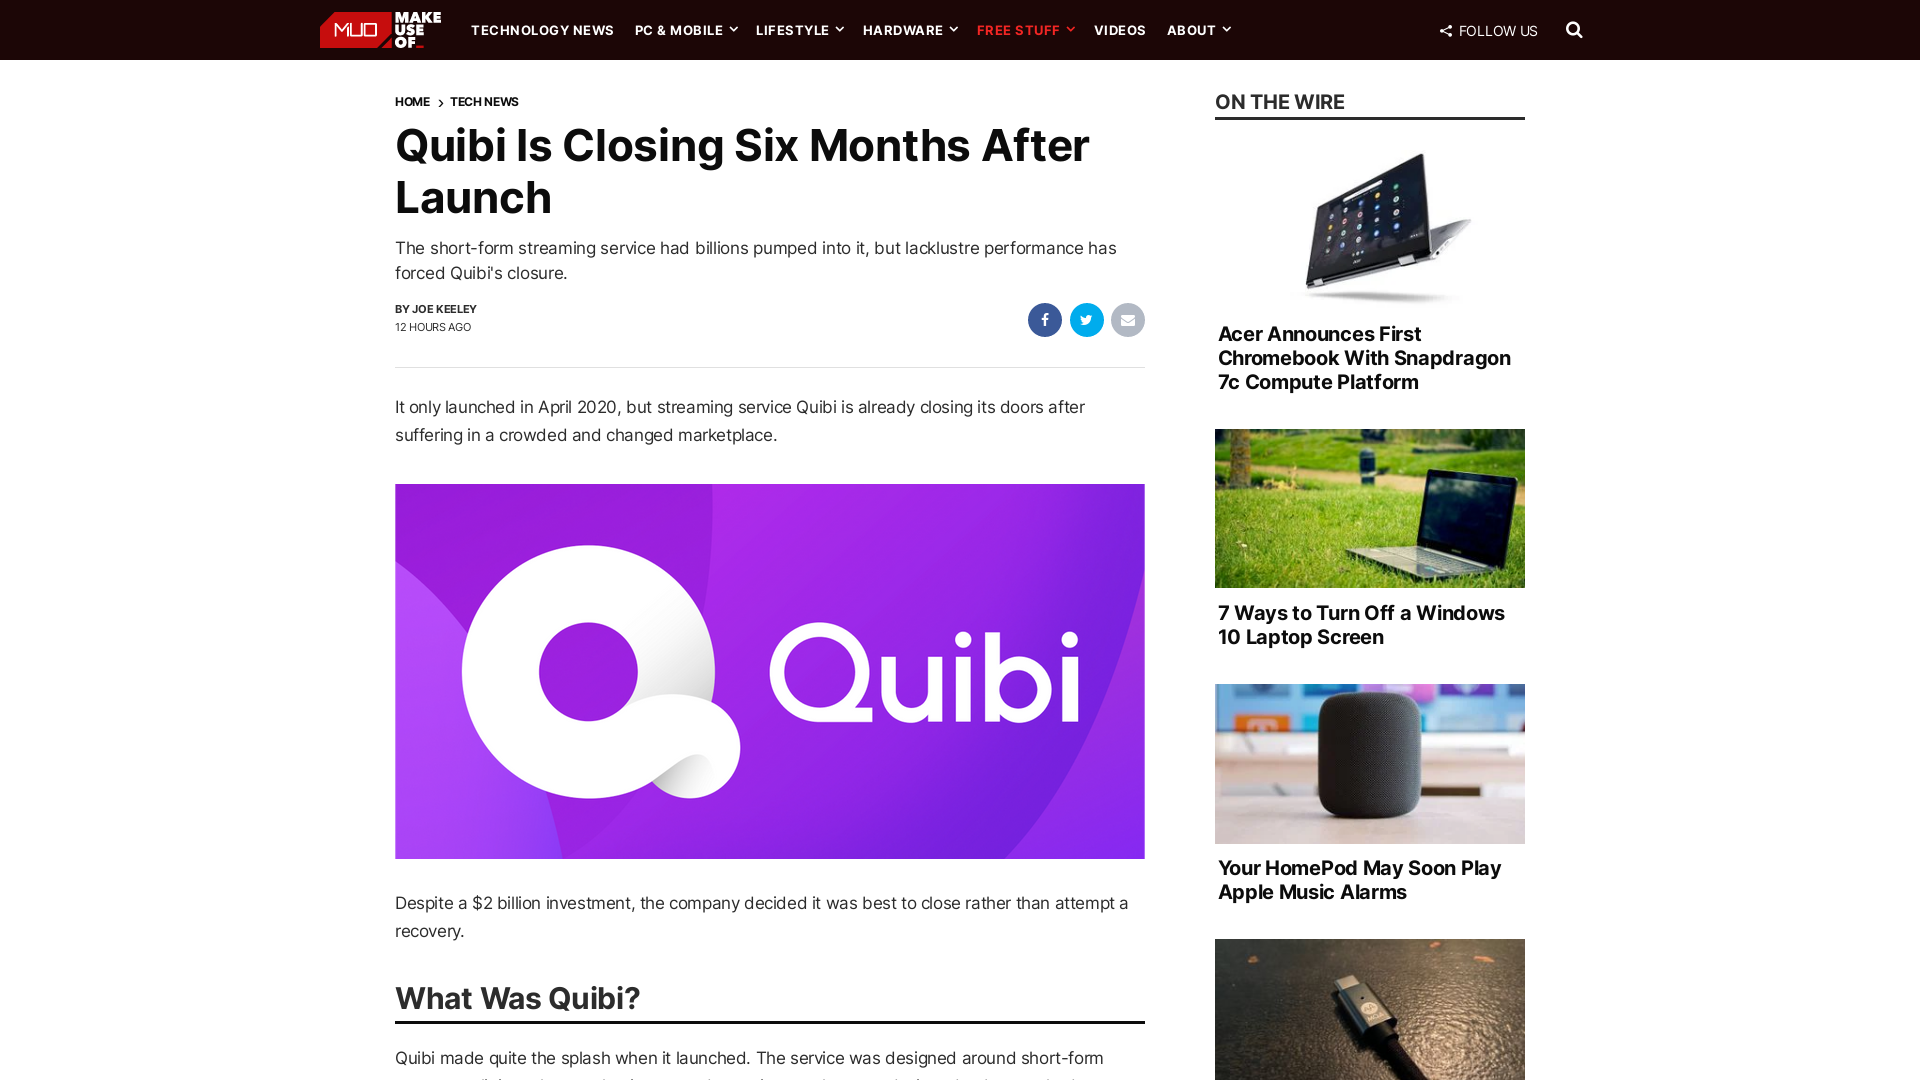 MUO MAKE
USE
OF_
TECHNOLOGY NEWS PC & MOBILE LIFESTYLE HARDWARE FREE STUFF VIDEOS ABOUT FOLLOW US
HOME › TECH NEWS
Quibi Is Closing Six Months After
Launch
The short-form streaming service had billions pumped into it, but lacklustre performance has
forced Quibi's closure.
BY JOE KEELEY
12 HOURS AGO
It only launched in April 2020, but streaming service Quibi is already closing its doors after
suffering in a crowded and changed marketplace.
Quibi
Despite a $2 billion investment, the company decided it was best to close rather than attempt a
recovery.
What Was Quibi?
Quibi made quite the splash when it launched. The service was designed around short-form
ON THE WIRE
Acer Announces First
Chromebook With Snapdragon
7c Compute Platform
7 Ways to Turn Off a Windows
10 Laptop Screen
Your HomePod May Soon Play
Apple Music Alarms